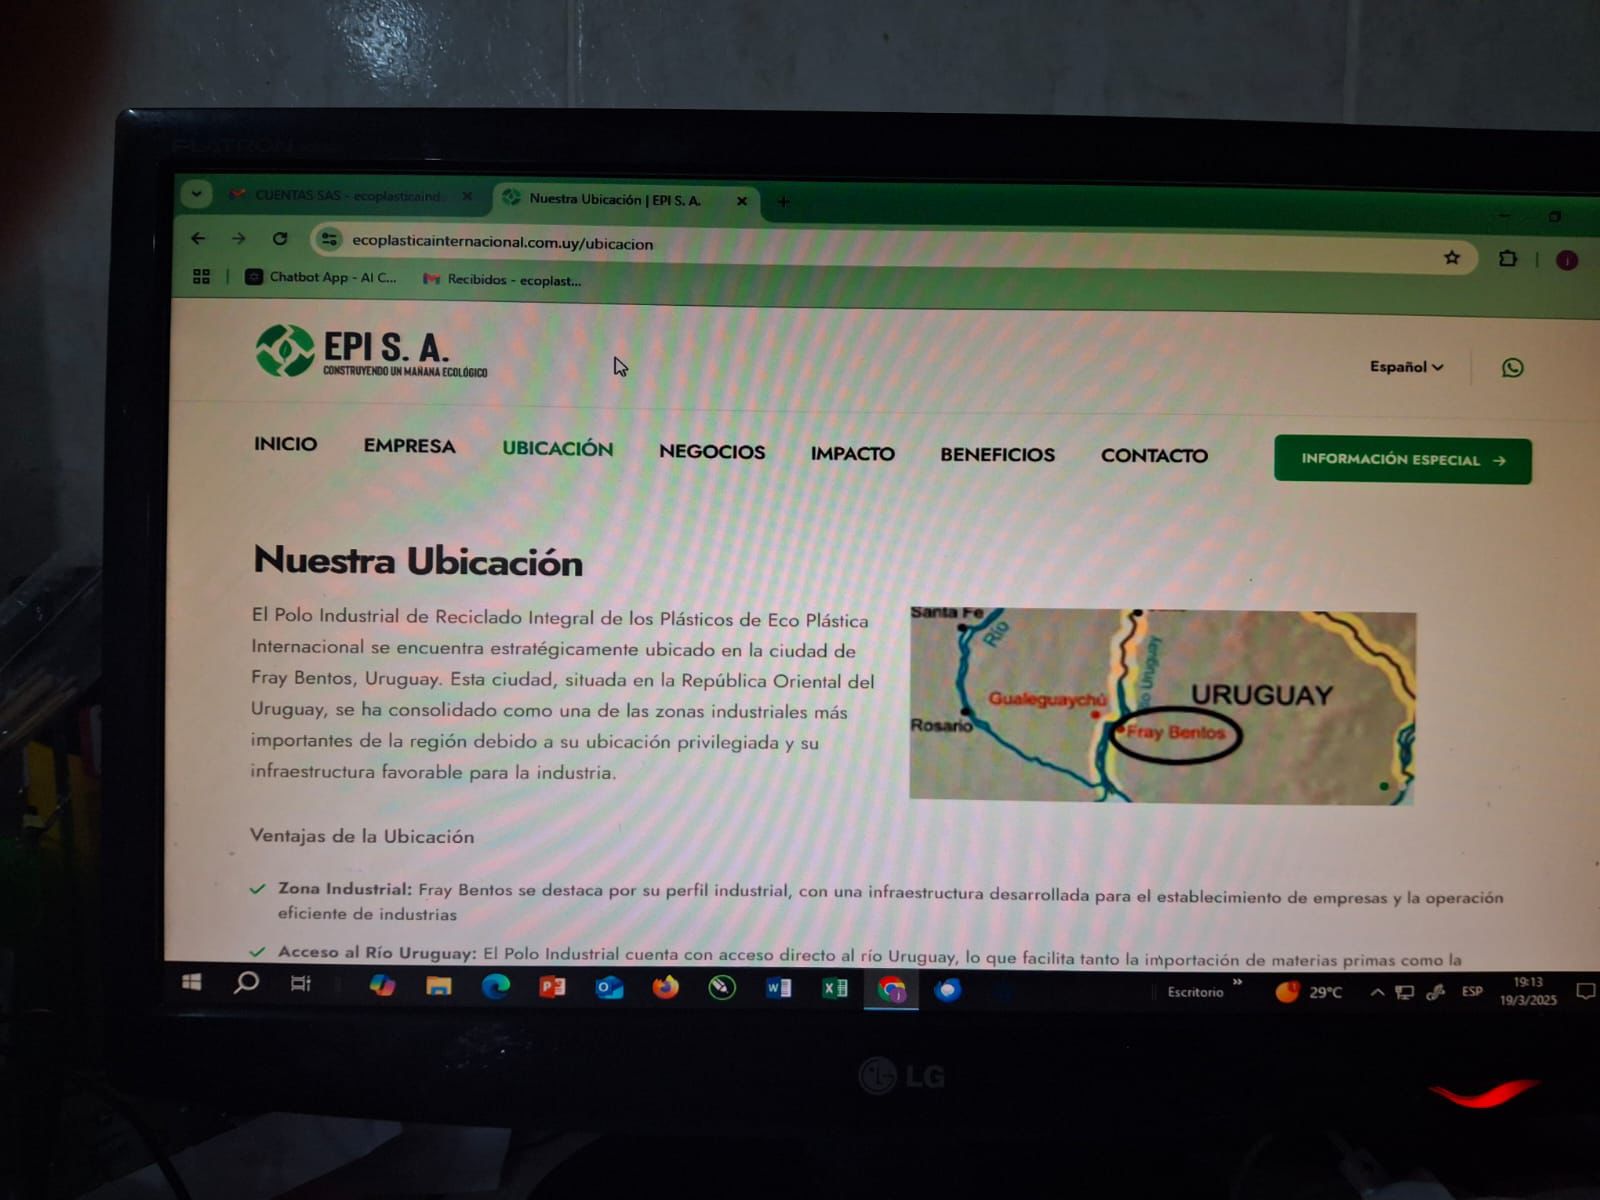 FLATRON
CUENTAS SAS - ecoplasticaind
Nuestra Ubicación | EPI S. A.
ecoplasticainternacional.com.uy/ubicacion
Chatbot App - AI C...
Recibidos - ecoplast...
EPI S. A.
CONSTRUYENDO UN MAÑANA ECOLÓGICO
Español
INICIO
EMPRESA
UBICACIÓN
NEGOCIOS
IMPACTO
BENEFICIOS
CONTACTO
INFORMACIÓN ESPECIAL
Nuestra Ubicación
El Polo Industrial de Reciclado Integral de los Plásticos de Eco Plástica
Internacional se encuentra estratégicamente ubicado en la ciudad de
Fray Bentos, Uruguay. Esta ciudad, situada en la República Oriental del
Uruguay, se ha consolidado como una de las zonas industriales más
importantes de la región debido a su ubicación privilegiada y su
infraestructura favorable para la industria.
Santa Fe
Río
Río Uruguay
Gualeguaychú
URUGUAY
Rosario
Fray Bentos
Ventajas de la Ubicación
Zona Industrial: Fray Bentos se destaca por su perfil industrial, con una infraestructura desarrollada para el establecimiento de empresas y la operación
eficiente de industrias
Acceso al Río Uruguay: El Polo Industrial cuenta con acceso directo al río Uruguay, lo que facilita tanto la importación de materias primas como la
Escritorio
29°C
ESP
19:13
19/3/2025
LG